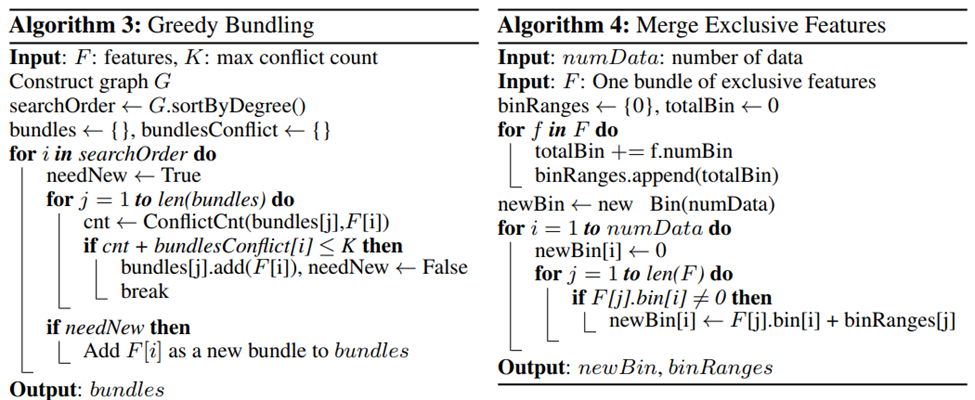 Algorithm 3: Greedy Bundling
Input: F: features, K: max conflict count
Construct graph G
searchOrder ← G.sortByDegree()
bundles ← {}, bundlesConflict ← {}
for i in searchOrder do
needNew ← True
for j = 1 to len(bundles) do
cnt ← ConflictCnt(bundles[j],F[i])
if cnt + bundlesConflict[i] ≤ K then
bundles[j].add(F[i]), needNew ← False
break
if needNew then
Add F[i] as a new bundle to bundles
Output: bundles
Algorithm 4: Merge Exclusive Features
Input: numData: number of data
Input: F: One bundle of exclusive features
binRanges ← {0}, totalBin ← 0
for f in F do
totalBin += f.numBin
binRanges.append(totalBin)
newBin ← new Bin(numData)
for i = 1 to numData do
newBin[i] ← 0
for j = 1 to len(F) do
if F[j].bin[i] ≠ 0 then
newBin[i] ← F[j].bin[i] + binRanges[j]
Output: newBin, binRanges